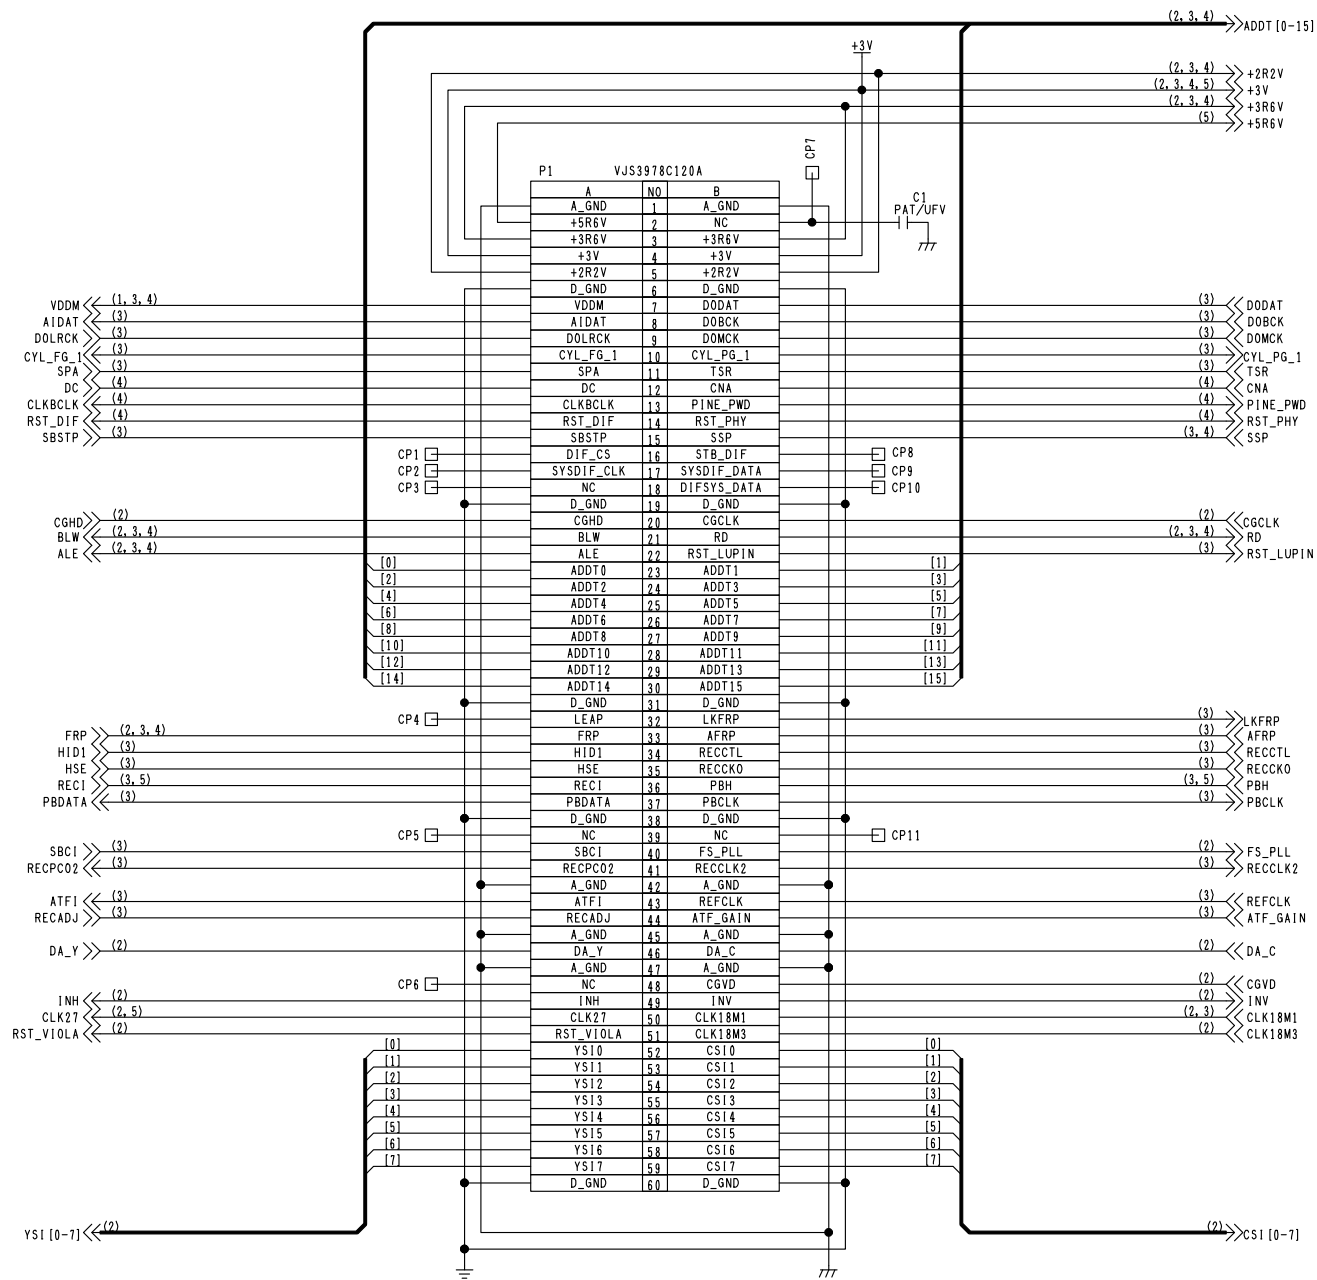 (2,3,4) ADDT[0-15]
+3V
(2,3,4) +2R2V
(2,3,4,5) +3V
(2,3,4) +3R6V
(5) +5R6V
CP7
P1 VJS3978C120A
C1
PAT/UFV
A NO B
A_GND 1 A_GND
+5R6V 2 NC
+3R6V 3 +3R6V
+3V 4 +3V
+2R2V 5 +2R2V
D_GND 6 D_GND
VDDM (1,3,4) VDDM 7 DODAT (3) DODAT
AIDAT (3) AIDAT 8 DOBCK (3) DOBCK
DOLRCK (3) DOLRCK 9 DOMCK (3) DOMCK
CYL_FG_1 (3) CYL_FG_1 10 CYL_PG_1 (3) CYL_PG_1
SPA (3) SPA 11 TSR (3) TSR
DC (4) DC 12 CNA (4) CNA
CLKBCLK (4) CLKBCLK 13 PINE_PWD (4) PINE_PWD
RST_DIF (4) RST_DIF 14 RST_PHY (4) RST_PHY
SBSTP (3) SBSTP 15 SSP (3,4) SSP
CP1 DIF_CS 16 STB_DIF CP8
CP2 SYSDIF_CLK 17 SYSDIF_DATA CP9
CP3 NC 18 DIFSYS_DATA CP10
D_GND 19 D_GND
CGHD (2) CGHD 20 CGCLK (2) CGCLK
BLW (2,3,4) BLW 21 RD (2,3,4) RD
ALE (2,3,4) ALE 22 RST_LUPIN (3) RST_LUPIN
[0] ADDT0 23 ADDT1 [1]
[2] ADDT2 24 ADDT3 [3]
[4] ADDT4 25 ADDT5 [5]
[6] ADDT6 26 ADDT7 [7]
[8] ADDT8 27 ADDT9 [9]
[10] ADDT10 28 ADDT11 [11]
[12] ADDT12 29 ADDT13 [13]
[14] ADDT14 30 ADDT15 [15]
D_GND 31 D_GND
CP4 LEAP 32 LKFRP (3) LKFRP
FRP (2,3,4) FRP 33 AFRP (3) AFRP
HID1 (3) HID1 34 RECCTL (3) RECCTL
HSE (3) HSE 35 RECCKO (3) RECCKO
RECI (3,5) RECI 36 PBH (3,5) PBH
PBDATA (3) PBDATA 37 PBCLK (3) PBCLK
D_GND 38 D_GND
CP5 NC 39 NC CP11
SBCI (3) SBCI 40 FS_PLL (2) FS_PLL
RECPCO2 (3) RECPCO2 41 RECCLK2 (3) RECCLK2
A_GND 42 A_GND
ATFI (3) ATFI 43 REFCLK (3) REFCLK
RECADJ (3) RECADJ 44 ATF_GAIN (3) ATF_GAIN
A_GND 45 A_GND
DA_Y (2) DA_Y 46 DA_C (2) DA_C
A_GND 47 A_GND
CP6 NC 48 CGVD (2) CGVD
INH (2) INH 49 INV (2) INV
CLK27 (2,5) CLK27 50 CLK18M1 (2,3) CLK18M1
RST_VIOLA (2) RST_VIOLA 51 CLK18M3 (2) CLK18M3
[0] YSI0 52 CSI0 [0]
[1] YSI1 53 CSI1 [1]
[2] YSI2 54 CSI2 [2]
[3] YSI3 55 CSI3 [3]
[4] YSI4 56 CSI4 [4]
[5] YSI5 57 CSI5 [5]
[6] YSI6 58 CSI6 [6]
[7] YSI7 59 CSI7 [7]
D_GND 60 D_GND
YSI[0-7] (2) (2) CSI[0-7]